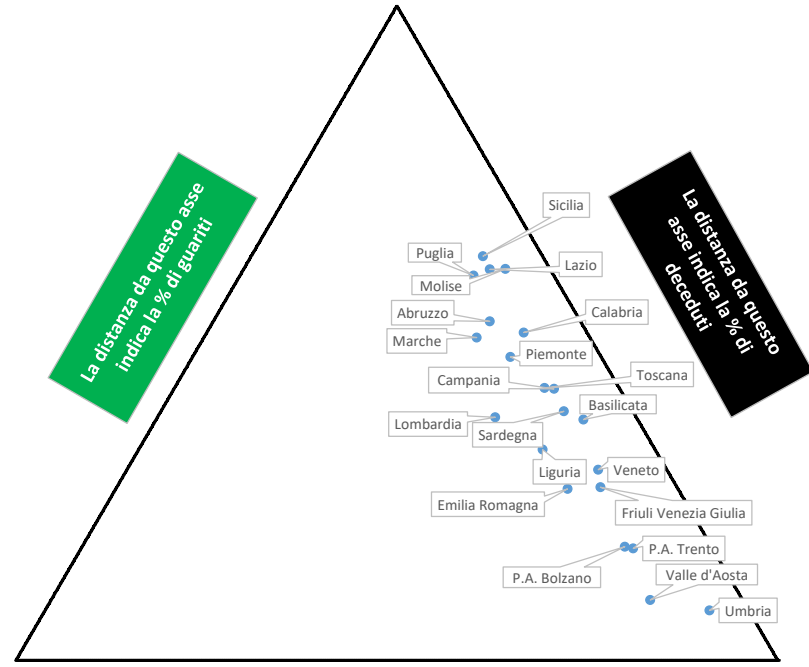 La distanza da questo asse
indica la % di guariti
La distanza da questo
asse indica la % di
deceduti
Sicilia
Puglia
Lazio
Molise
Abruzzo
Calabria
Marche
Piemonte
Campania
Toscana
Basilicata
Lombardia
Sardegna
Liguria
Veneto
Emilia Romagna
Friuli Venezia Giulia
P.A. Trento
P.A. Bolzano
Valle d'Aosta
Umbria